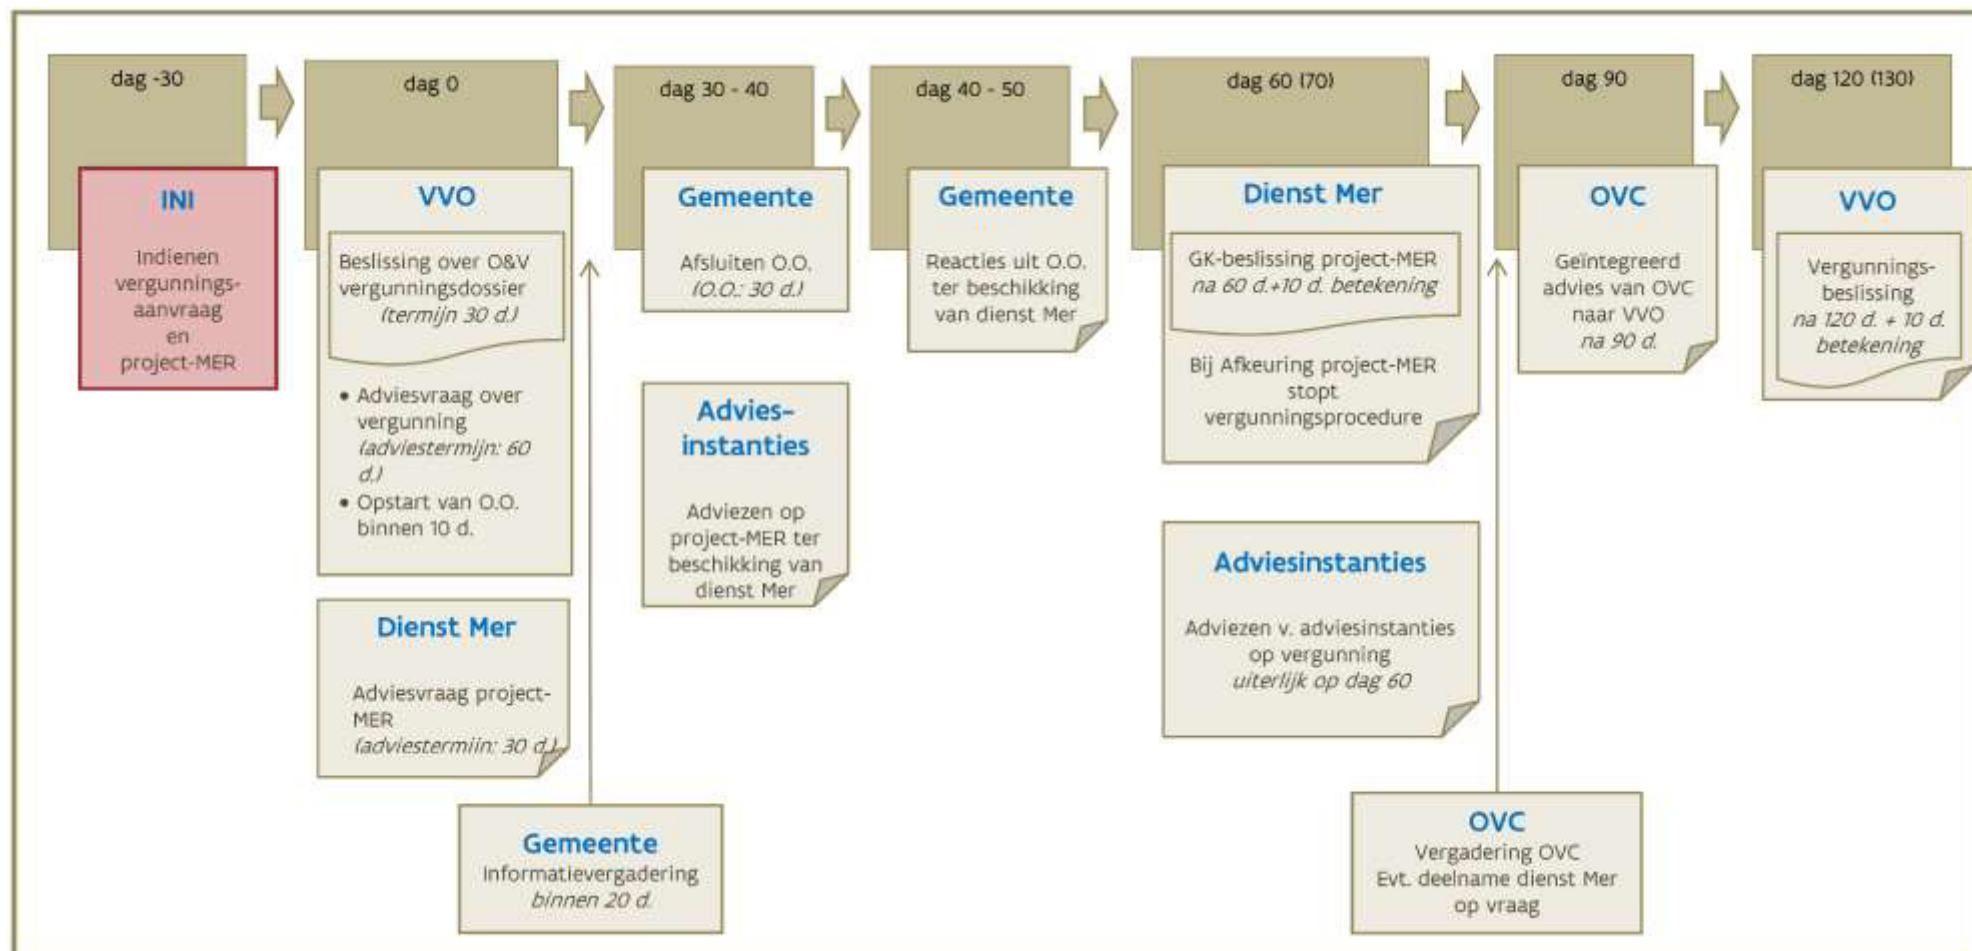 dag -30
dag 0
dag 30 - 40
dag 40 - 50
dag 60 (70)
dag 90
dag 120 (130)
INI
Indienen
vergunnings-
aanvraag
en
project-MER
VVO
Beslissing over O&V
vergunningsdossier
(termijn 30 d.)
• Adviesvraag over
vergunning
(adviestermijn: 60
d.)
• Opstart van O.O.
binnen 10 d.
Dienst Mer
Adviesvraag project-
MER
(adviestermijn: 30 d.)
Gemeente
Informatievergadering
binnen 20 d.
Gemeente
Afsluiten O.O.
(O.O.: 30 d.)
Advies-
instanties
Adviezen op
project-MER ter
beschikking van
dienst Mer
Gemeente
Reacties uit O.O.
ter beschikking
van dienst Mer
Dienst Mer
GK-beslissing project-MER
na 60 d.+10 d. betekening
Bij Afkeuring project-MER
stopt
vergunningsprocedure
Adviesinstanties
Adviezen v. adviesinstanties
op vergunning
uiterlijk op dag 60
OVC
Vergadering OVC
Evt. deelname dienst Mer
op vraag
OVC
Geïntegreerd
advies van OVC
naar VVO
na 90 d.
VVO
Vergunnings-
beslissing
na 120 d. + 10 d.
betekening